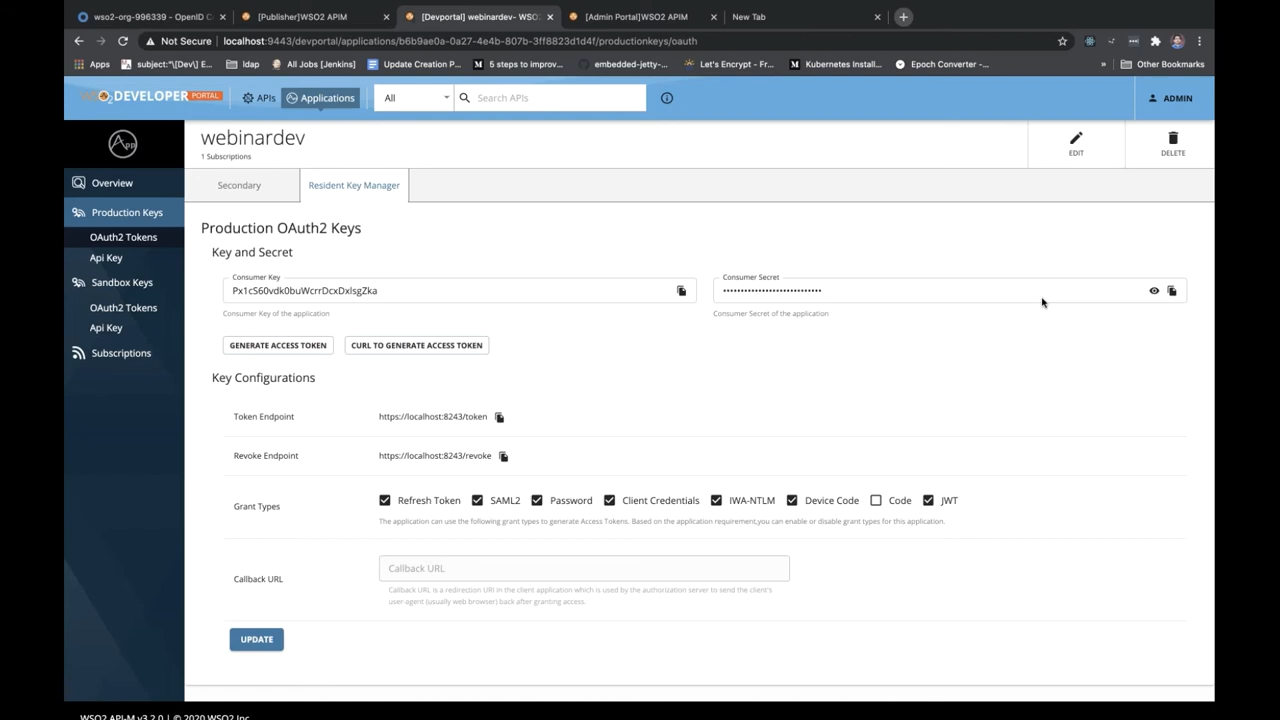 wso2-org-996339 - OpenID C
[Publisher]WSO2 APIM
[Devportal] webinardev- WSO
[Admin Portal]WSO2 APIM
New Tab
Not Secure | localhost:9443/devportal/applications/b6b9ae0a-0a27-4e4b-807b-3ff8823d1d4f/productionkeys/oauth
Apps
subject:"\[Dev\] E...
ldap
All Jobs [Jenkins]
Update Creation P...
5 steps to improv...
embedded-jetty-...
Let's Encrypt - Fr...
Kubernetes Instal...
Epoch Converter -...
»
Other Bookmarks
WSO2 DEVELOPER PORTAL
APIs
Applications
All
Search APIs
ADMIN
App
webinardev
1 Subscriptions
EDIT
DELETE
Overview
Production Keys
OAuth2 Tokens
Api Key
Sandbox Keys
OAuth2 Tokens
Api Key
Subscriptions
Secondary
Resident Key Manager
Production OAuth2 Keys
Key and Secret
Consumer Key
Px1cS60vdk0buWcrrDcxDxlsgZka
Consumer Key of the application
Consumer Secret
••••••••••••••••••••••••••••
Consumer Secret of the application
GENERATE ACCESS TOKEN
CURL TO GENERATE ACCESS TOKEN
Key Configurations
Token Endpoint
https://localhost:8243/token
Revoke Endpoint
https://localhost:8243/revoke
Grant Types
Refresh Token
SAML2
Password
Client Credentials
IWA-NTLM
Device Code
Code
JWT
The application can use the following grant types to generate Access Tokens. Based on the application requirement,you can enable or disable grant types for this application.
Callback URL
Callback URL
Callback URL is a redirection URI in the client application which is used by the authorization server to send the client's
user agent (usually web browser) back after granting access.
UPDATE
WSO2 API-M v3.2.0 | © 2020 WSO2 Inc